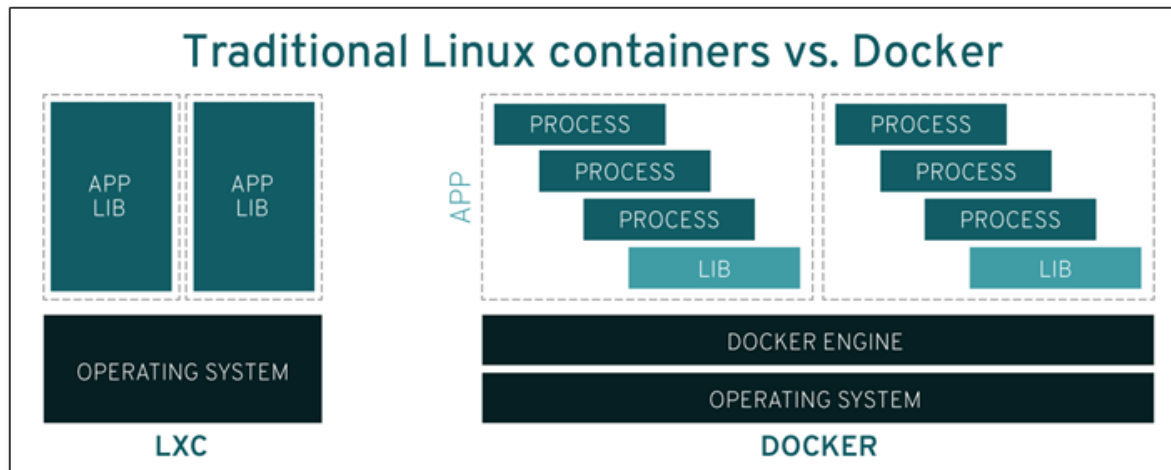 Traditional Linux containers vs. Docker
APP
LIB
APP
LIB
OPERATING SYSTEM
LXC
APP
PROCESS
PROCESS
PROCESS
LIB
PROCESS
PROCESS
PROCESS
LIB
DOCKER ENGINE
OPERATING SYSTEM
DOCKER